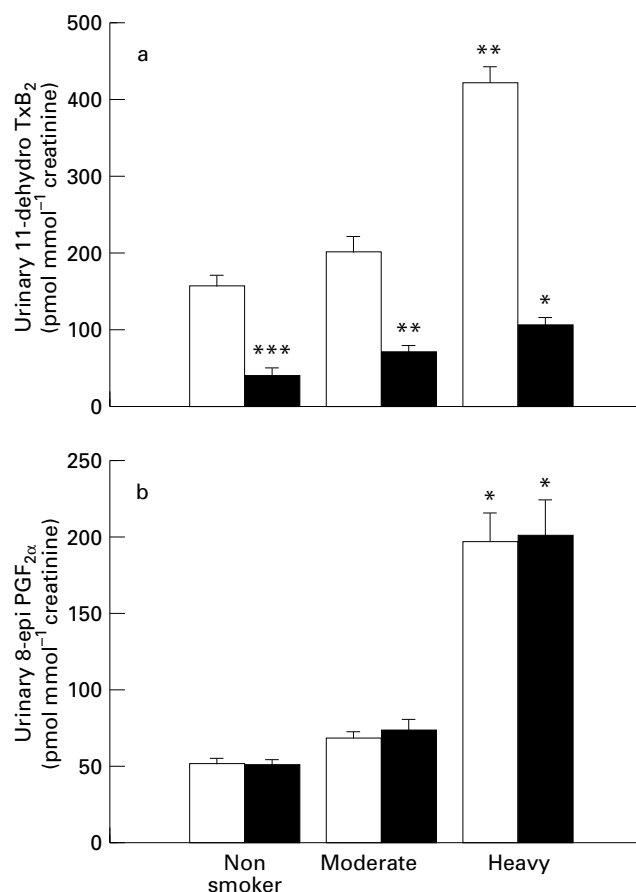 500
a
**
400
300
200
100
0
***
**
*
Urinary 11-dehydro TxB₂
(pmol mmol⁻¹ creatinine)
250
b
*
*
200
150
100
50
0
Urinary 8-epi PGF₂α
(pmol mmol⁻¹ creatinine)
Non
smoker
Moderate
Heavy